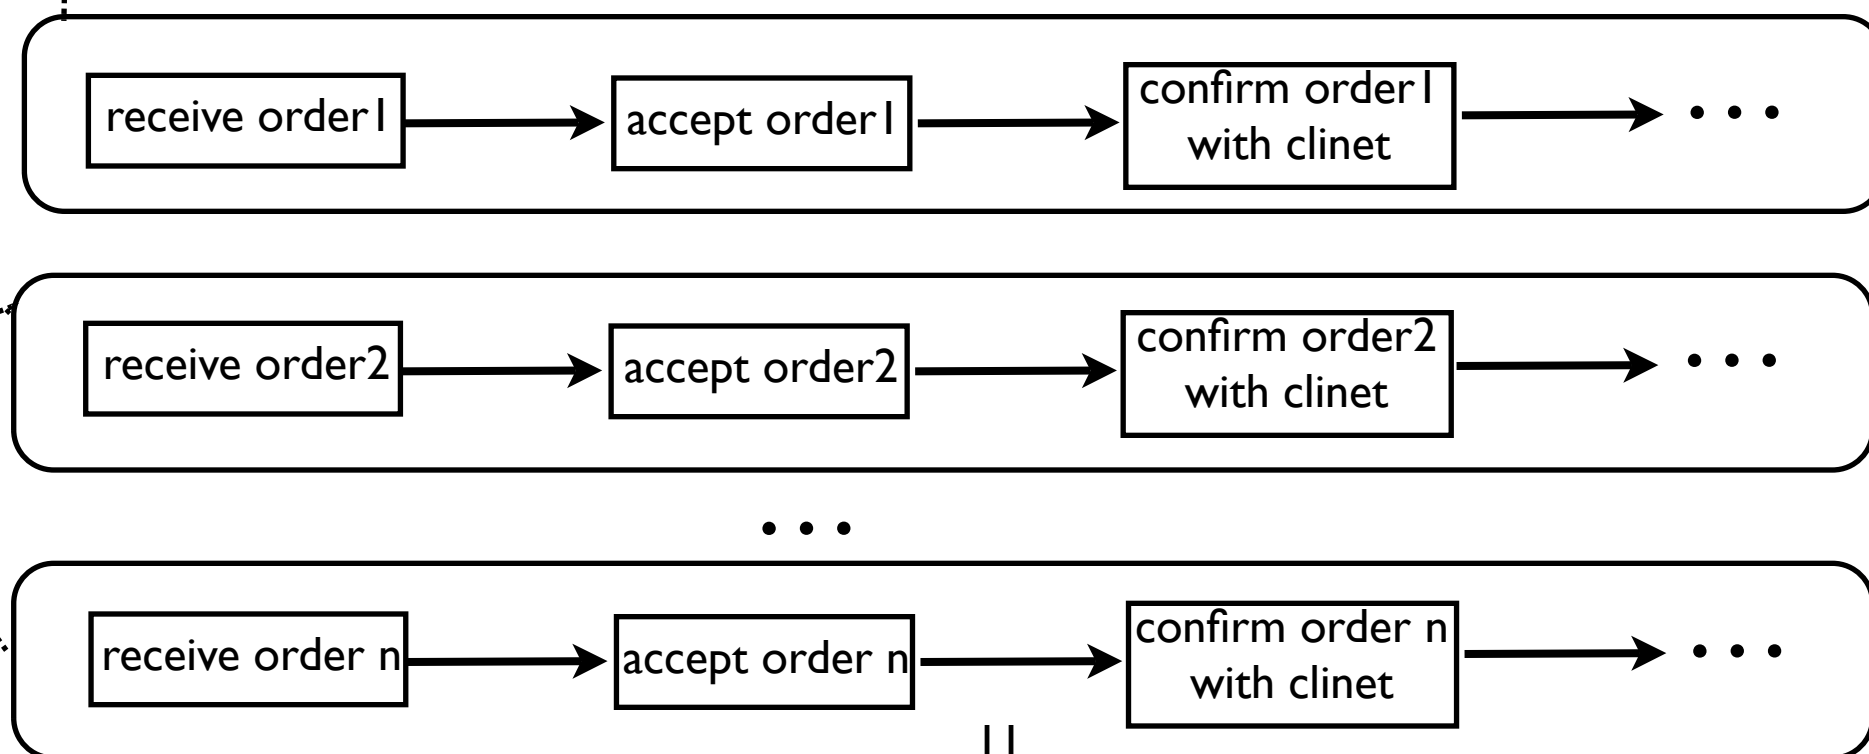 receive order1
accept order1
confirm order1
with clinet
• • •
receive order2
accept order2
confirm order2
with clinet
• • •
• • •
receive order n
accept order n
confirm order n
with clinet
• • •